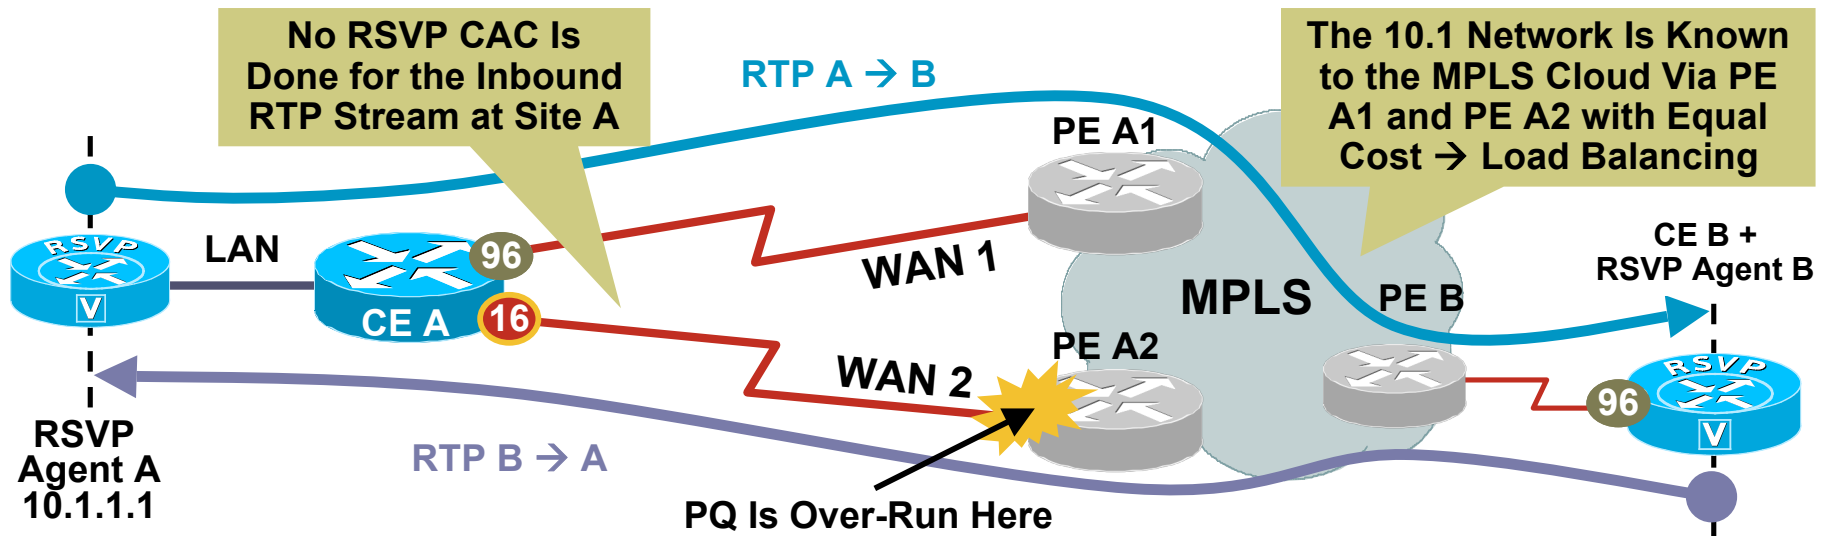 No RSVP CAC Is
Done for the Inbound
RTP Stream at Site A
RTP A → B
The 10.1 Network Is Known
to the MPLS Cloud Via PE
A1 and PE A2 with Equal
Cost → Load Balancing
PE A1
RSVP
LAN
V
CE A
96
16
WAN 1
WAN 2
MPLS
PE A2
PE B
CE B +
RSVP Agent B
96
RSVP
V
RSVP
Agent A
10.1.1.1
RTP B → A
PQ Is Over-Run Here